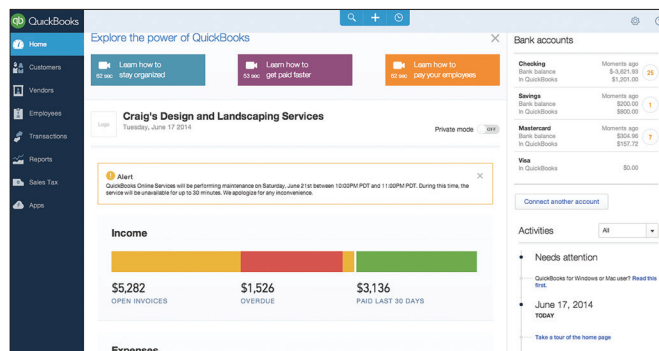 qb QuickBooks
Home
Customers
Vendors
Employees
Transactions
Reports
Sales Tax
Apps
Explore the power of QuickBooks
62 sec Learn how to
stay organized
53 sec Learn how to
get paid faster
62 sec Learn how to
pay your employees
Logo
Craig's Design and Landscaping Services
Tuesday, June 17 2014
Private mode OFF
Alert
QuickBooks Online Services will be performing maintenance on Saturday, June 21st between 10:00PM PDT and 11:00PM PDT. During this time, the
service will be unavailable for up to 30 minutes. We apologize for any inconvenience.
Income
$5,282
OPEN INVOICES
$1,526
OVERDUE
$3,136
PAID LAST 30 DAYS
Expenses
Bank accounts
Checking Moments ago
Bank balance $-3,621.93 25
In QuickBooks $1,201.00
Savings Moments ago
Bank balance $200.00 1
In QuickBooks $800.00
Mastercard Moments ago
Bank balance $304.96 7
In QuickBooks $157.72
Visa
In QuickBooks $0.00
Connect another account
Activities All
Needs attention
QuickBooks for Windows or Mac user? Read this
first.
June 17, 2014
TODAY
Take a tour of the home page